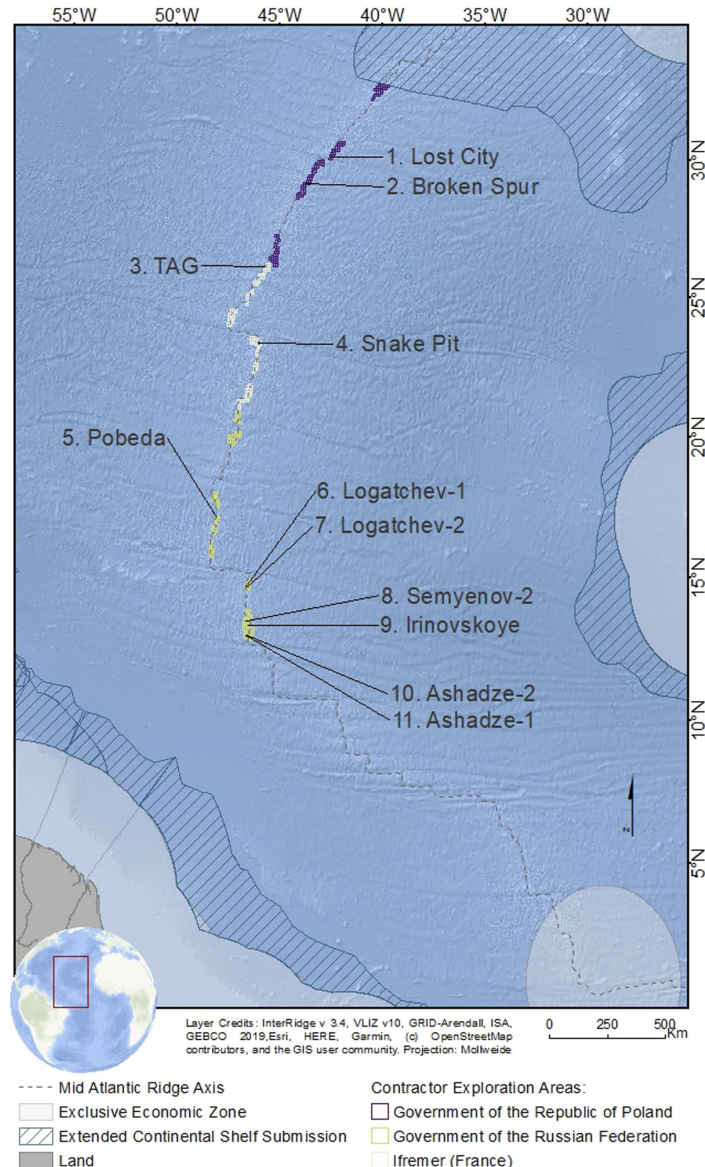 55°W 50°W 45°W 40°W 35°W 30°W
30°N
1. Lost City
2. Broken Spur
3. TAG
25°N
4. Snake Pit
20°N
5. Pobeda
6. Logatchev-1
7. Logatchev-2
15°N
8. Semyenov-2
9. Irinovskoye
10. Ashadze-2
11. Ashadze-1
10°N
N
5°N
Layer Credits: InterRidge v 3.4, VLIZ v10, GRID-Arendall, ISA,
GEBCO 2019,Esri, HERE, Garmin, (c) OpenStreetMap
contributors, and the GIS user community. Projection: Mollweide
0 250 500
Km
Mid Atlantic Ridge Axis
Exclusive Economic Zone
Extended Continental Shelf Submission
Land
Contractor Exploration Areas:
Government of the Republic of Poland
Government of the Russian Federation
Ifremer (France)